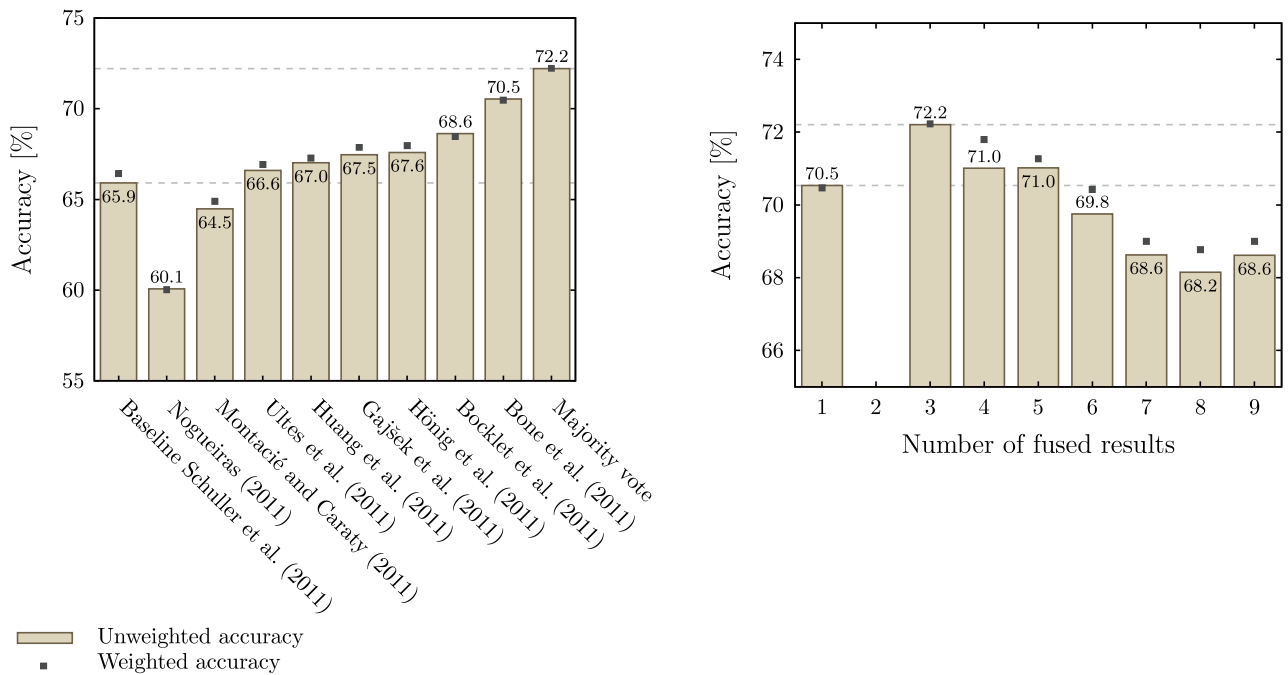 75
70
65
60
55
Accuracy [%]
65.9
60.1
64.5
66.6
67.0
67.5
67.6
68.6
70.5
72.2
Baseline Schuller et al. (2011)
Nogueiras (2011)
Montacié and Caraty (2011)
Ultes et al. (2011)
Huang et al. (2011)
Gajšek et al. (2011)
Hönig et al. (2011)
Bocklet et al. (2011)
Bone et al. (2011)
Majority vote
Unweighted accuracy
Weighted accuracy
74
72
70
68
66
Accuracy [%]
70.5
72.2
71.0
71.0
69.8
68.6
68.2
68.6
1 2 3 4 5 6 7 8 9
Number of fused results